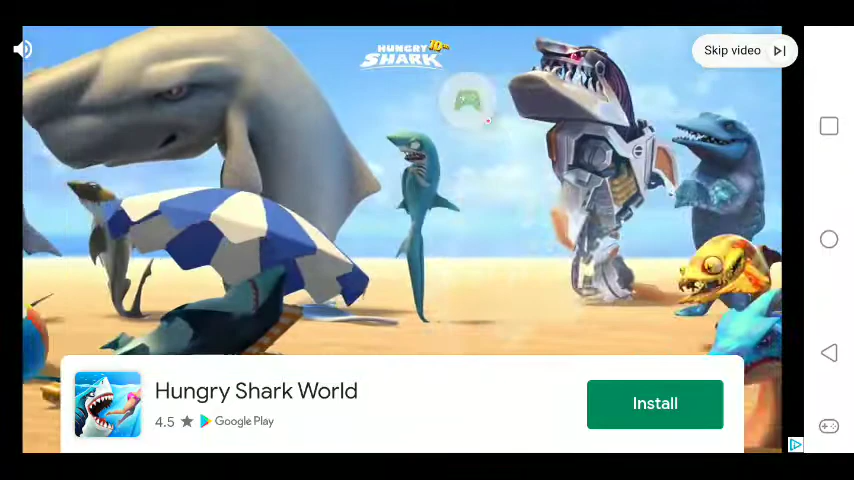 HUNGRY
SHARK
Skip video
Hungry Shark World
4.5 ★ Google Play
Install